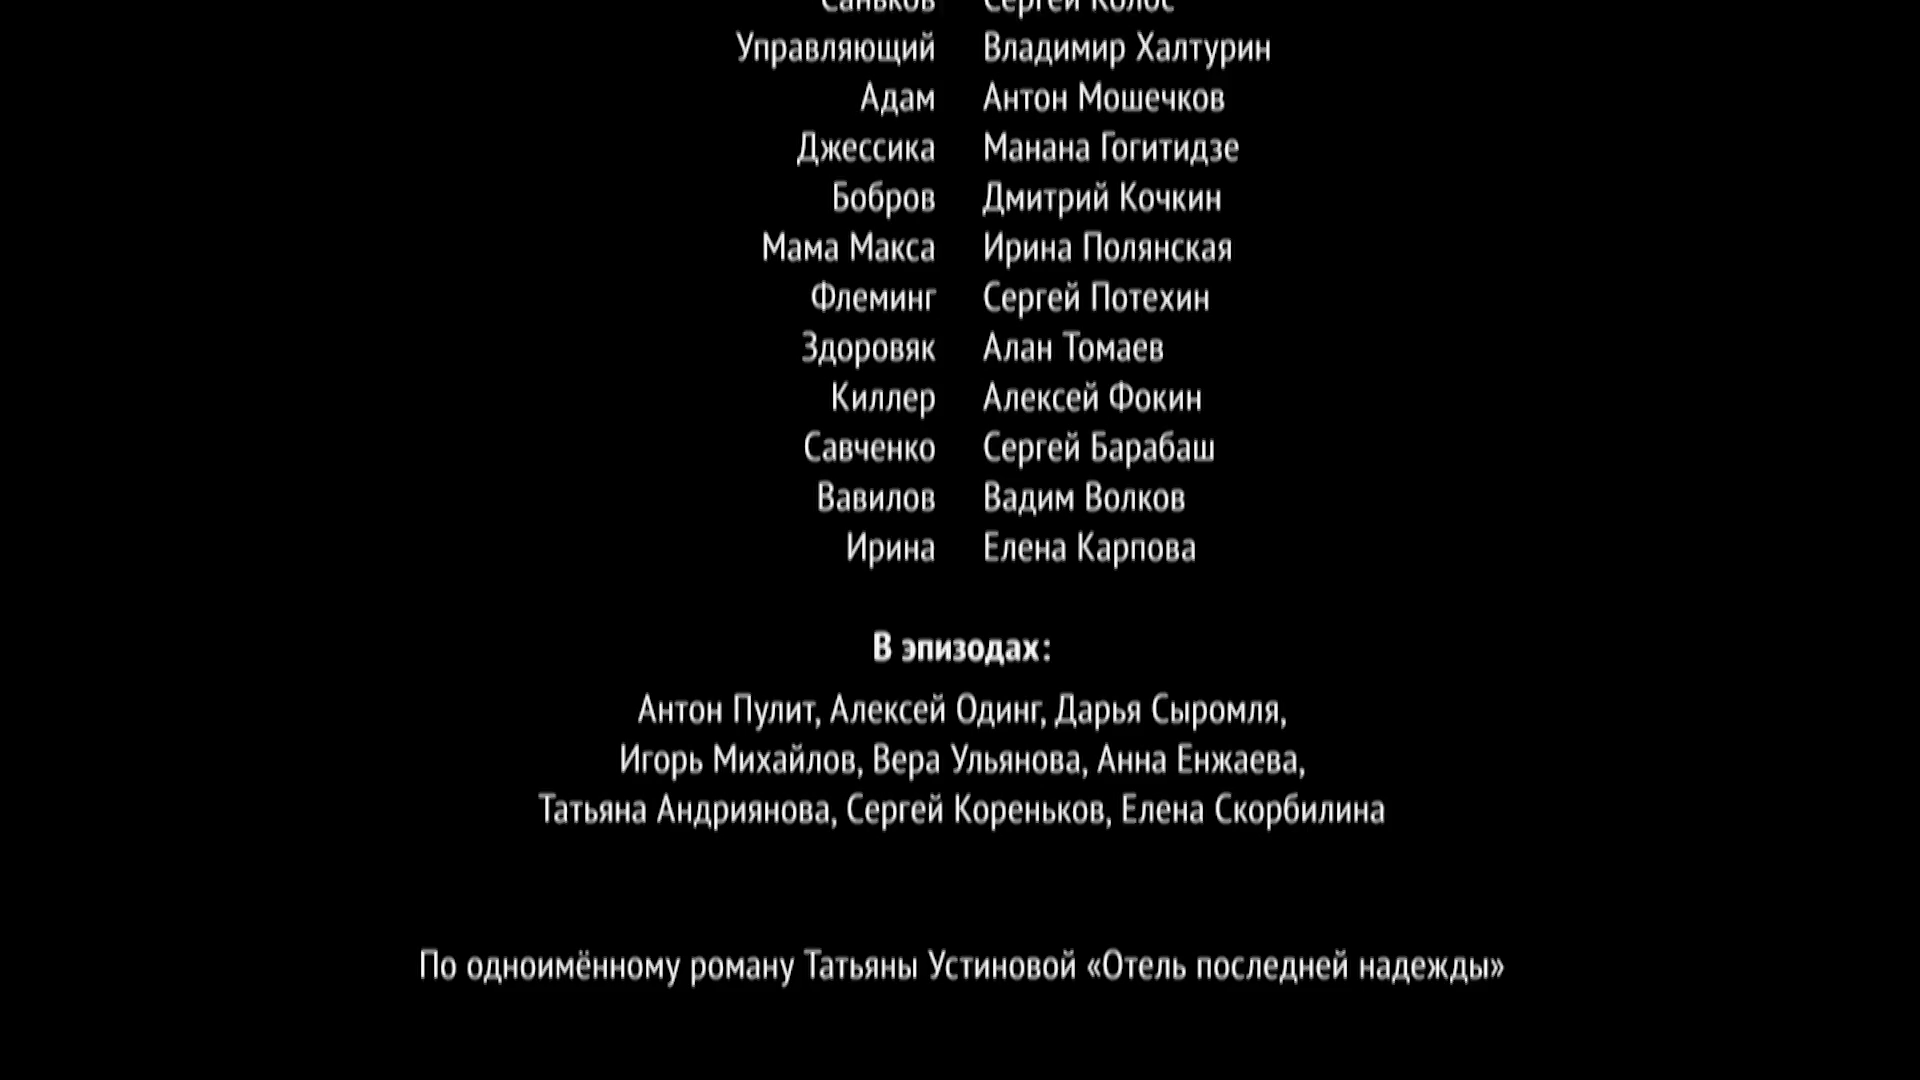 Саньков Сергей Колос
Управляющий Владимир Халтурин
Адам Антон Мошечков
Джессика Манана Гогитидзе
Бобров Дмитрий Кочкин
Мама Макса Ирина Полянская
Флеминг Сергей Потехин
Здоровяк Алан Томаев
Киллер Алексей Фокин
Савченко Сергей Барабаш
Вавилов Вадим Волков
Ирина Елена Карпова
В эпизодах:
Антон Пулит, Алексей Одинг, Дарья Сыромля,
Игорь Михайлов, Вера Ульянова, Анна Енжаева,
Татьяна Андриянова, Сергей Кореньков, Елена Скорбилина
По одноимённому роману Татьяны Устиновой «Отель последней надежды»